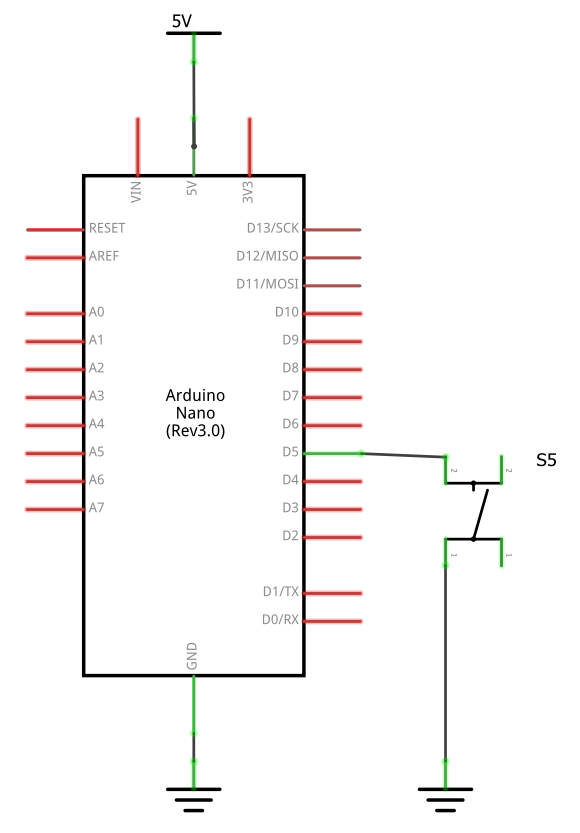 5V
VIN
5V
3V3
RESET
D13/SCK
AREF
D12/MISO
D11/MOSI
A0
D10
A1
D9
A2
D8
A3
D7
Arduino
Nano
(Rev3.0)
A4
D6
A5
D5
A6
D4
A7
D3
D2
D1/TX
D0/RX
GND
S5
2
2
1
1